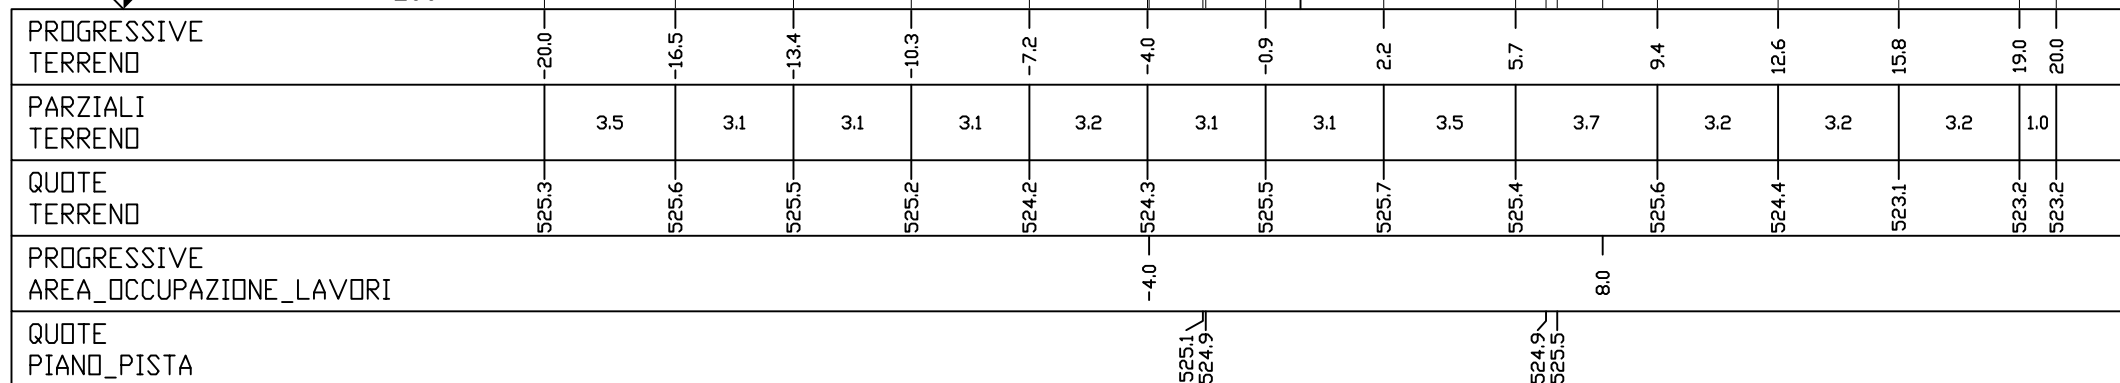 PROGRESSIVE
TERRENO
-20.0 -16.5 -13.4 -10.3 -7.2 -4.0 -0.9 2.2 5.7 9.4 12.6 15.8 19.0 20.0
PARZIALI
TERRENO
3.5 3.1 3.1 3.1 3.2 3.1 3.1 3.5 3.7 3.2 3.2 3.2 1.0
QUOTE
TERRENO
525.3 525.6 525.5 525.2 524.2 524.3 525.5 525.7 525.4 525.6 524.4 523.1 523.2 523.2
PROGRESSIVE
AREA_OCCUPAZIONE_LAVORI
-4.0 8.0
QUOTE
PIANO_PISTA
525.1 524.9 524.9 525.5